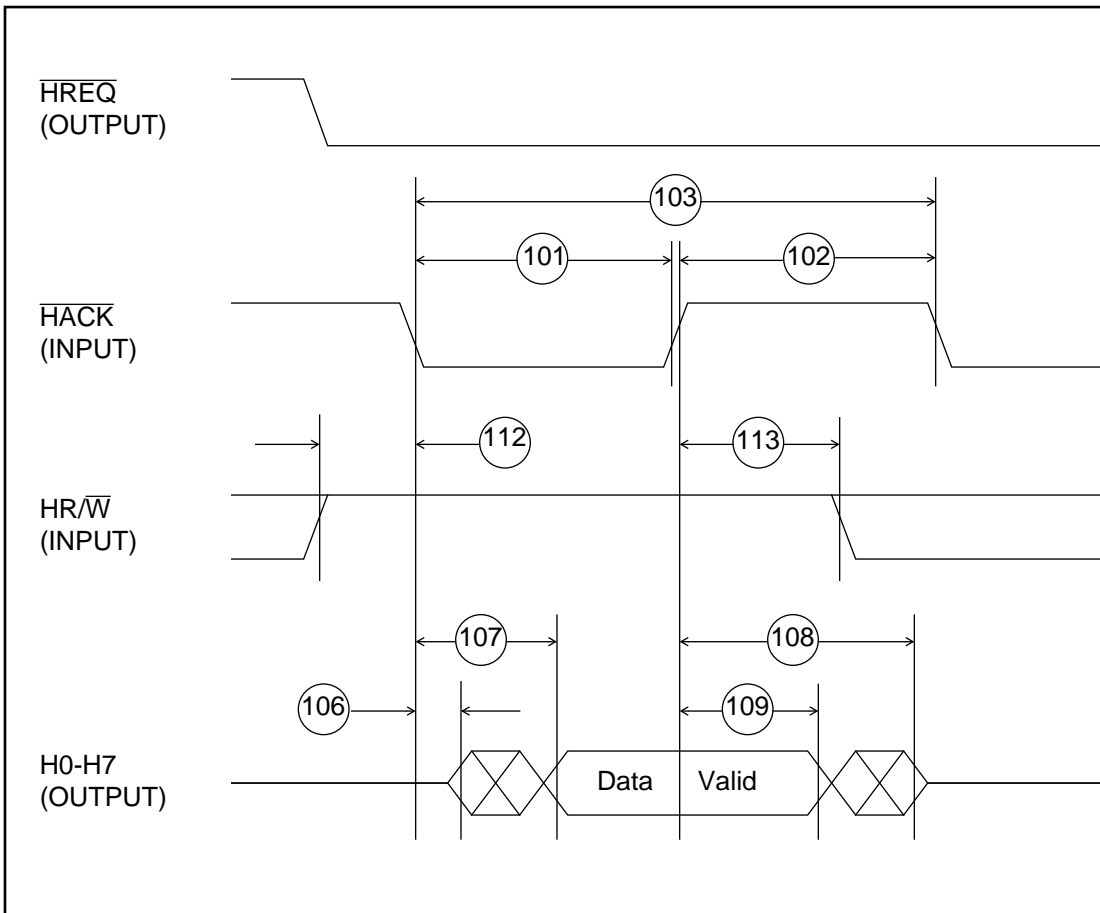 HREQ
(OUTPUT)
103
101
102
HACK
(INPUT)
112
113
HR/W
(INPUT)
107
108
106
109
H0-H7
(OUTPUT)
Data Valid